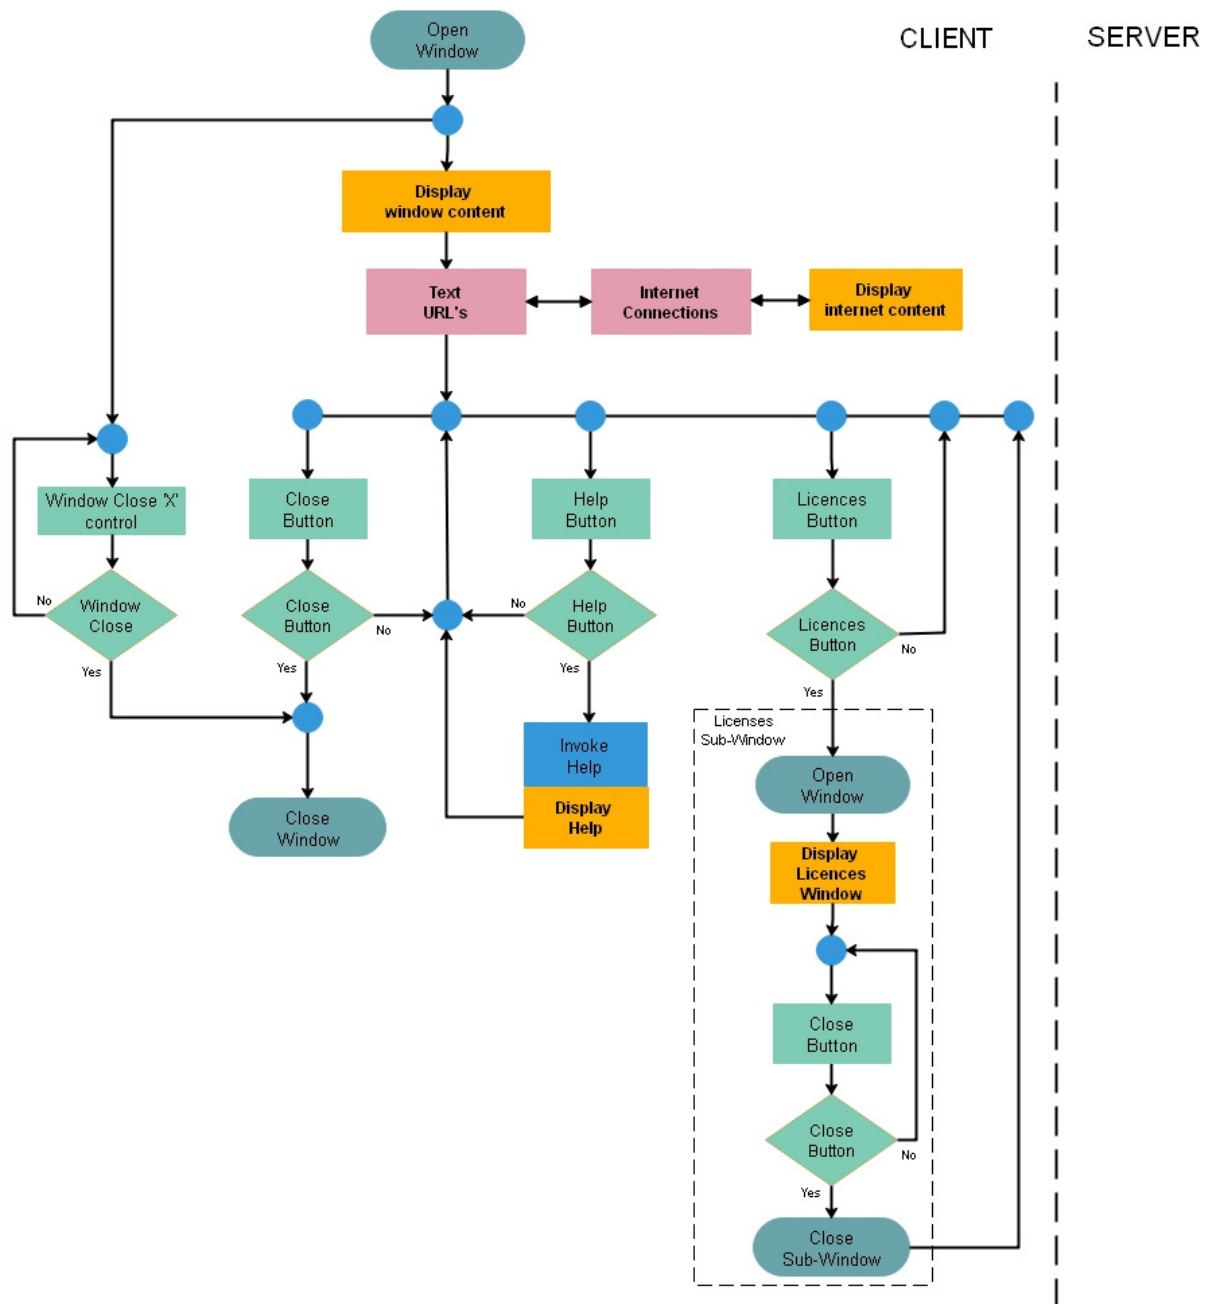 Open
Window
CLIENT
SERVER
Display
window content
Text
URL's
Internet
Connections
Display
internet content
Window Close 'X'
control
Close
Button
Help
Button
Licences
Button
No
Window
Close
Yes
Close
Button
No
Yes
No
Help
Button
Yes
Licences
Button
No
Yes
Licenses
Sub-Window
Invoke
Help
Display
Help
Close
Window
Open
Window
Display
Licences
Window
Close
Button
Close
Button
No
Yes
Close
Sub-Window